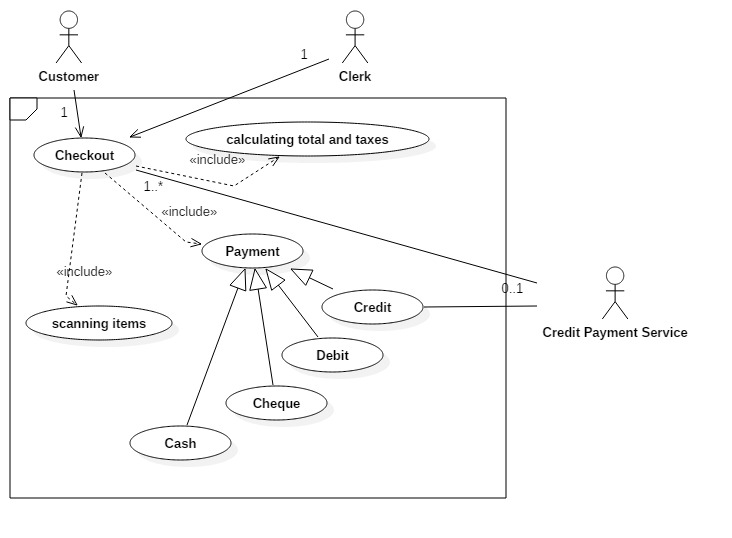 Customer
1
Clerk
1
Checkout
calculating total and taxes
«include»
1..*
«include»
Payment
«include»
0..1
Credit
scanning items
Credit Payment Service
Debit
Cheque
Cash